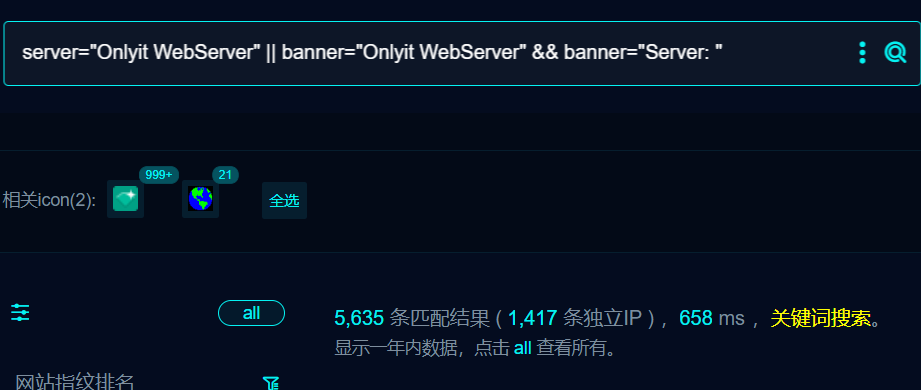 server="Onlyit WebServer" || banner="Onlyit WebServer" && banner="Server: "
999+
21
相关icon(2):
全选
all
5,635 条匹配结果 ( 1,417 条独立IP ) ，658 ms ，关键词搜索。
显示一年内数据，点击 all 查看所有。
网站指纹排名